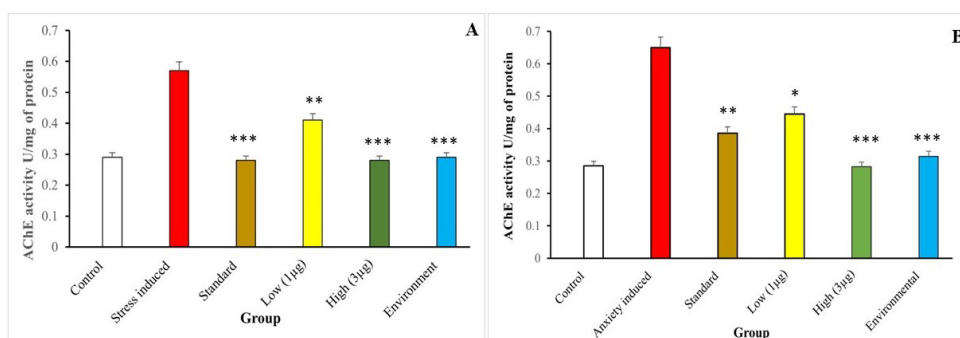 A
AChE activity U/mg of protein
0.7
0.6
0.5
0.4
0.3
0.2
0.1
0
***
**
***
***
Control
Stress induced
Standard
Low (1µg)
High (3µg)
Environment
Group
B
AChE activity U/mg of protein
0.7
0.6
0.5
0.4
0.3
0.2
0.1
0
**
*
***
***
Control
Anxiety induced
Standard
Low (1µg)
High (3µg)
Environmental
Group